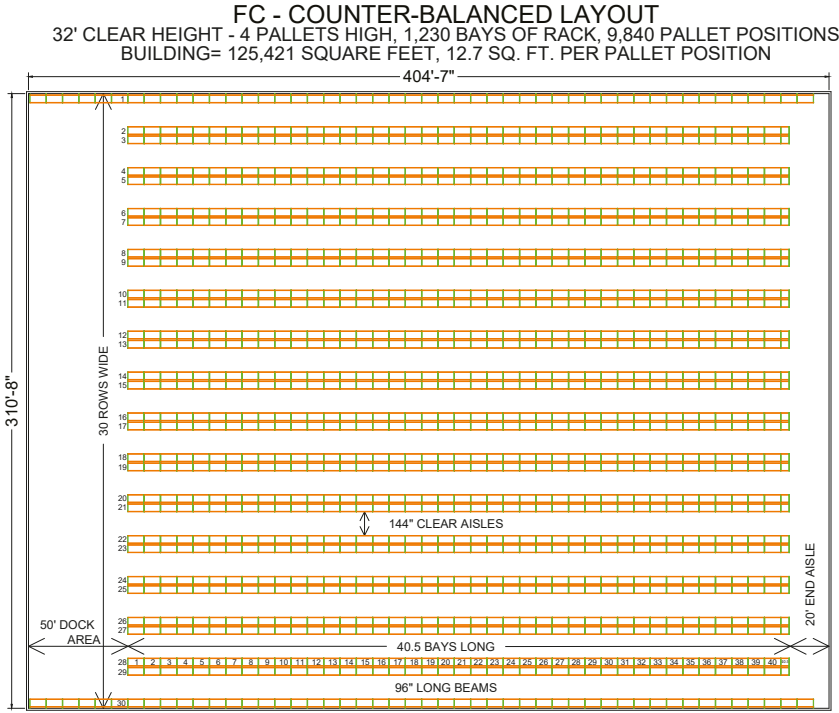 FC - COUNTER-BALANCED LAYOUT
32' CLEAR HEIGHT - 4 PALLETS HIGH, 1,230 BAYS OF RACK, 9,840 PALLET POSITIONS
BUILDING= 125,421 SQUARE FEET, 12.7 SQ. FT. PER PALLET POSITION
404'-7"
310'-8"
30 ROWS WIDE
1
2
3
4
5
6
7
8
9
10
11
12
13
14
15
16
17
18
19
20
21
144" CLEAR AISLES
22
23
24
25
20' END AISLE
26
27
50' DOCK
AREA
40.5 BAYS LONG
28 1 2 3 4 5 6 7 8 9 10 11 12 13 14 15 16 17 18 19 20 21 22 23 24 25 26 27 28 29 30 31 32 33 34 35 36 37 38 39 40
29
96" LONG BEAMS
30